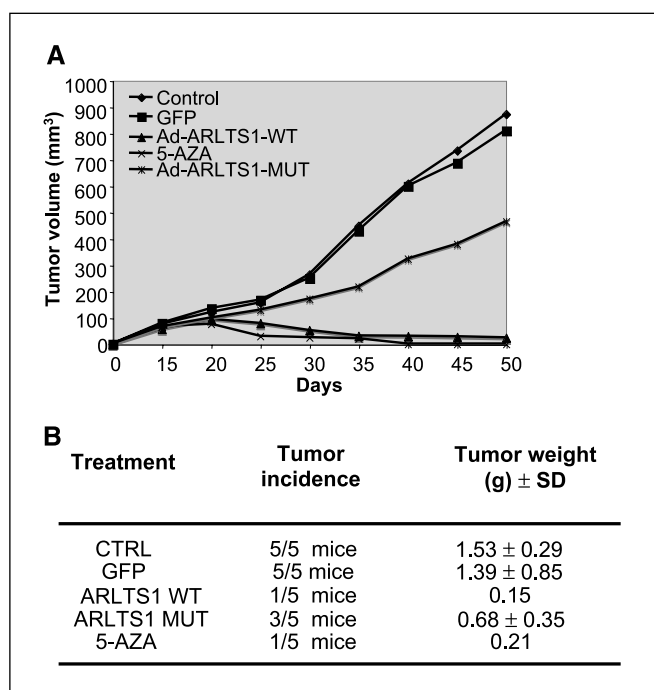 A
1000
900
800
700
600
500
400
300
200
100
0
Tumor volume (mm³)
Control
GFP
Ad-ARLTS1-WT
5-AZA
Ad-ARLTS1-MUT
0 15 20 25 30 35 40 45 50
Days
B
Treatment Tumor incidence Tumor weight (g) ± SD
CTRL 5/5 mice 1.53 ± 0.29
GFP 5/5 mice 1.39 ± 0.85
ARLTS1 WT 1/5 mice 0.15
ARLTS1 MUT 3/5 mice 0.68 ± 0.35
5-AZA 1/5 mice 0.21